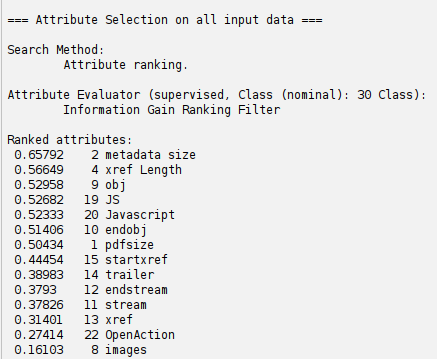 === Attribute Selection on all input data ===
Search Method:
Attribute ranking.
Attribute Evaluator (supervised, Class (nominal): 30 Class):
Information Gain Ranking Filter
Ranked attributes:
0.65792 2 metadata size
0.56649 4 xref Length
0.52958 9 obj
0.52682 19 JS
0.52333 20 Javascript
0.51406 10 endobj
0.50434 1 pdfsize
0.44454 15 startxref
0.38983 14 trailer
0.3793 12 endstream
0.37826 11 stream
0.31401 13 xref
0.27414 22 OpenAction
0.16103 8 images